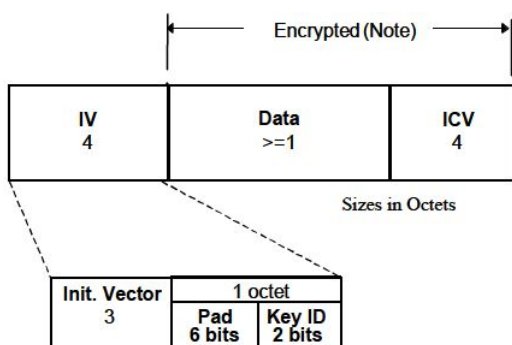 Encrypted (Note)
IV
4
Data
>=1
ICV
4
Sizes in Octets
Init. Vector
3
1 octet
Pad
6 bits
Key ID
2 bits